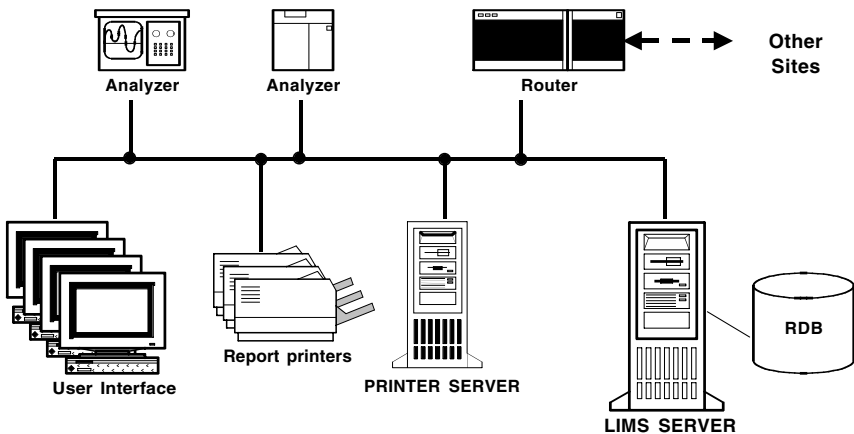 Analyzer
Analyzer
Router
Other
Sites
User Interface
Report printers
PRINTER SERVER
RDB
LIMS SERVER